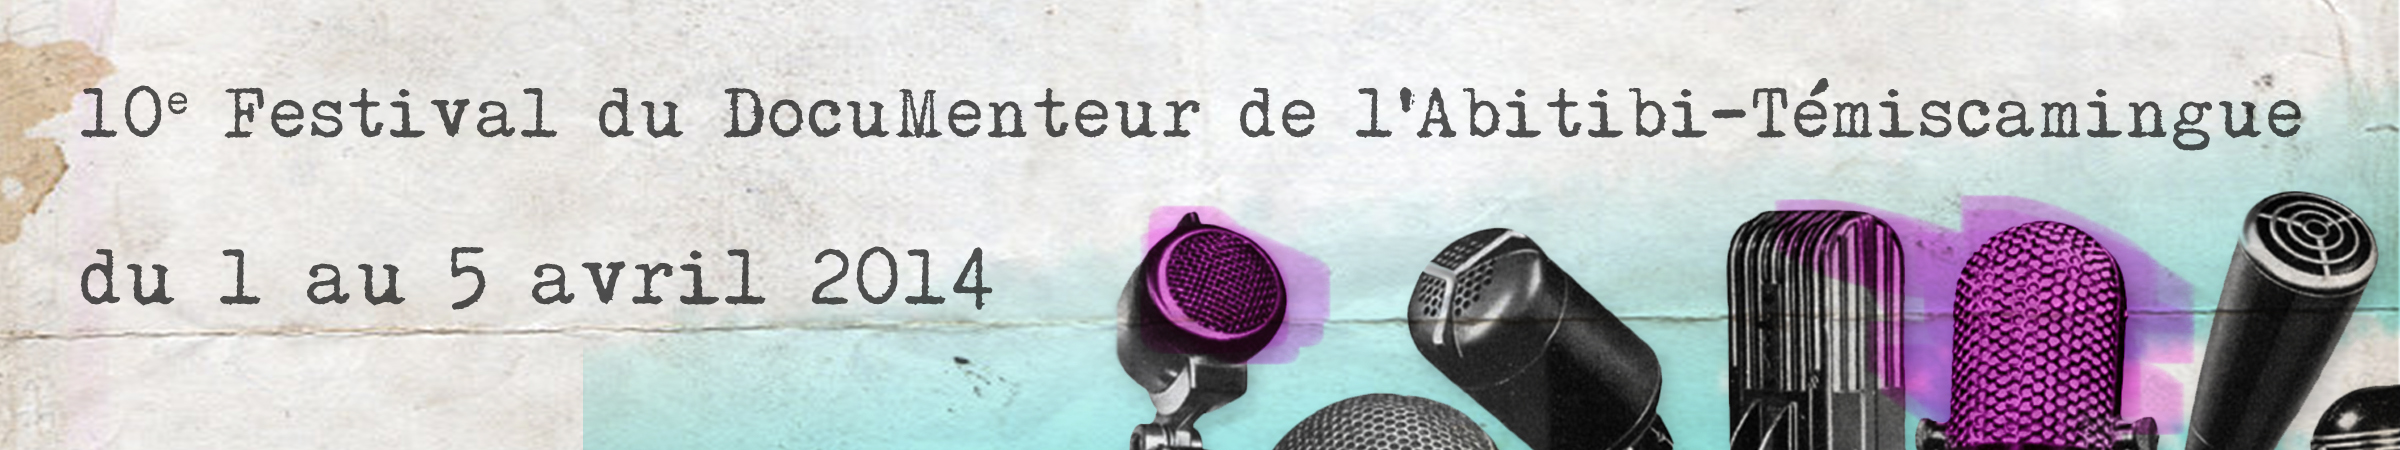 10e Festival du DocuMenteur de l'Abitibi-Témiscamingue
du 1 au 5 avril 2014